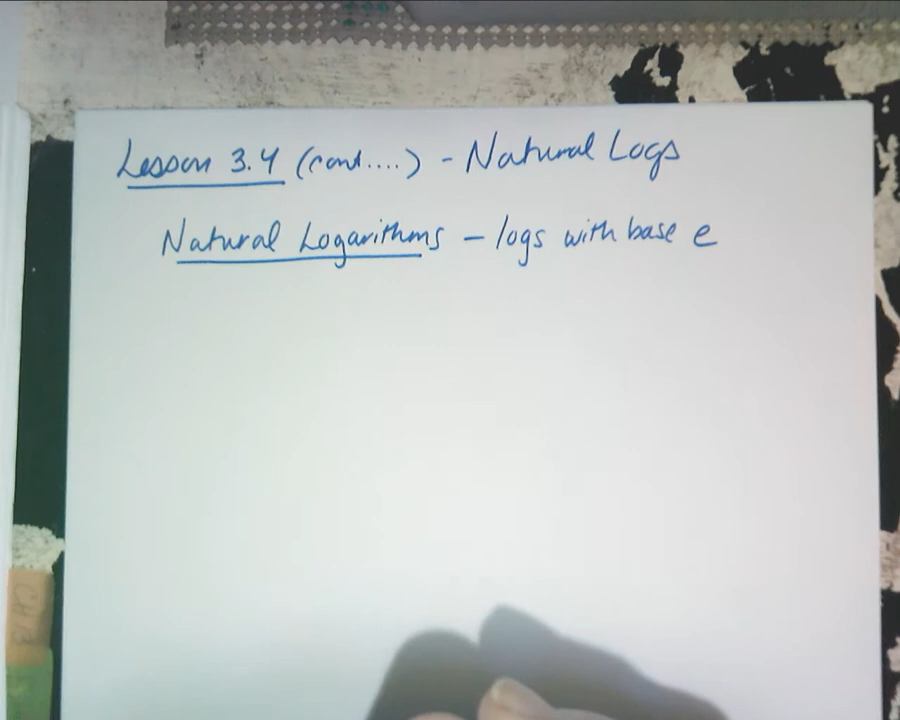 Lesson 3.4 (cont....) - Natural Logs
Natural Logarithms - logs with base e